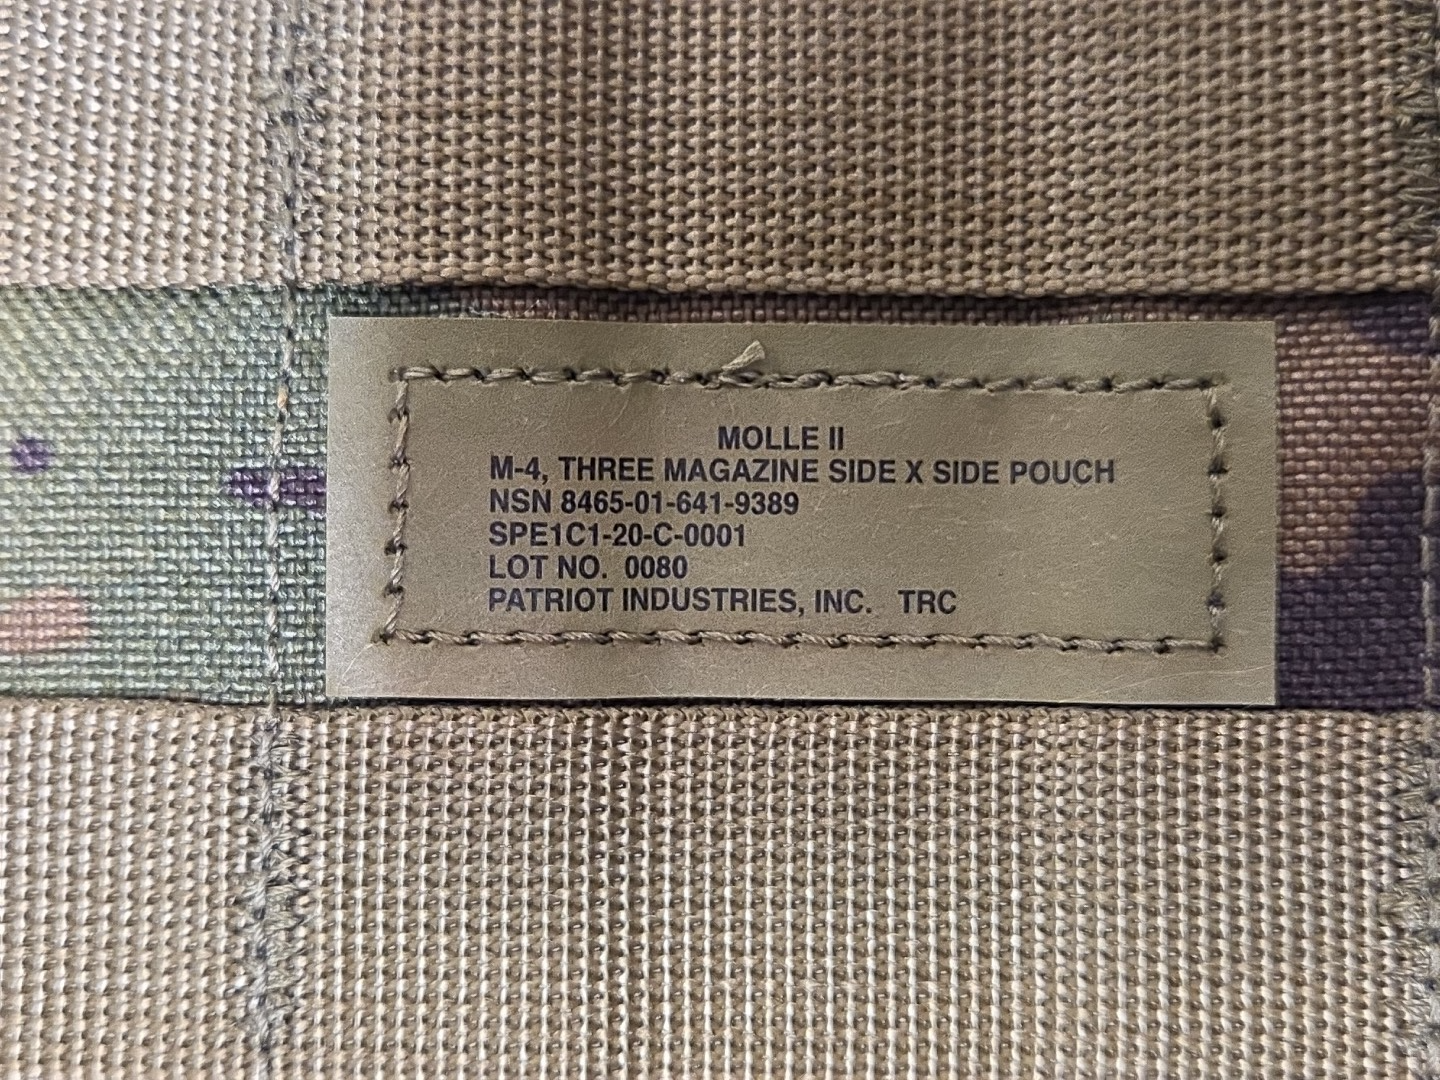 MOLLE II
M-4, THREE MAGAZINE SIDE X SIDE POUCH
NSN 8465-01-641-9389
SPE1C1-20-C-0001
LOT NO. 0080
PATRIOT INDUSTRIES, INC. TRC